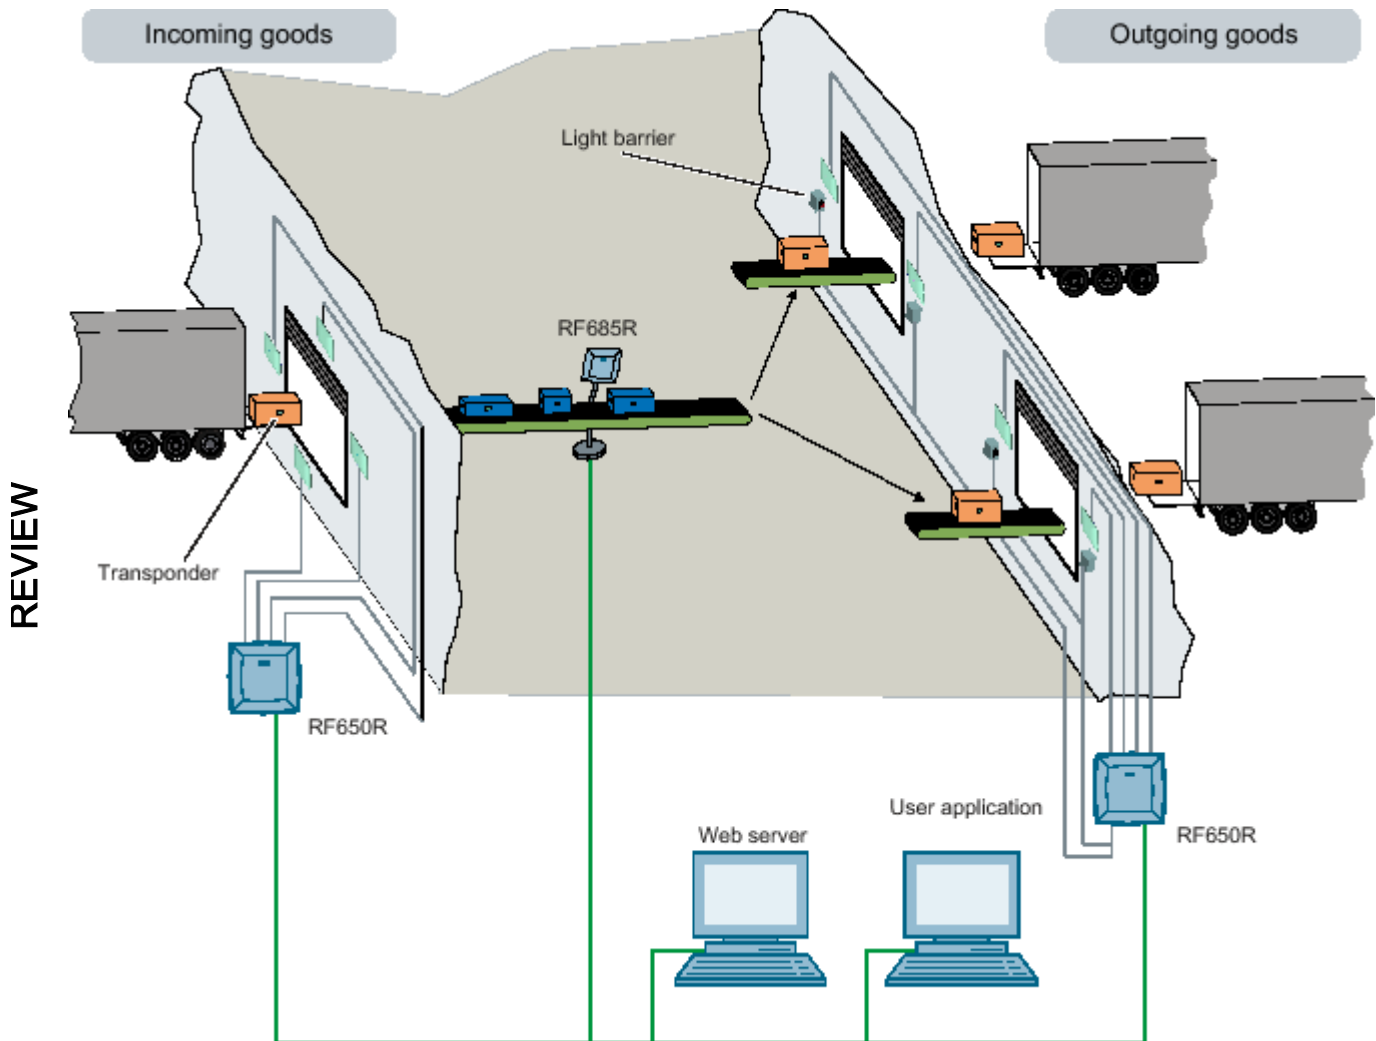 Incoming goods
Outgoing goods
Light barrier
RF685R
REVIEW
Transponder
RF650R
User application
Web server
RF650R